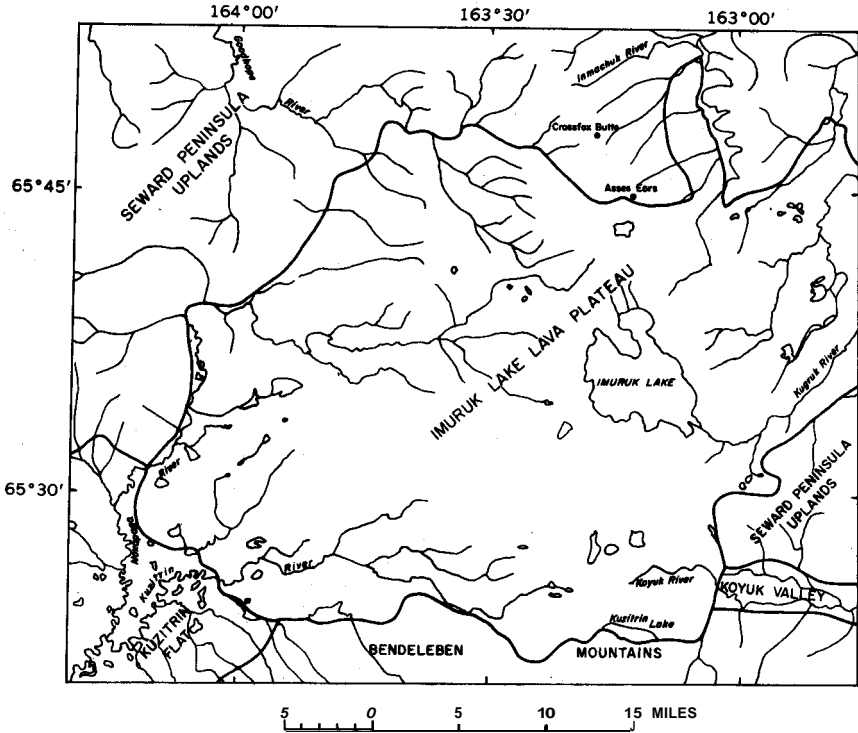 164°00'
163°30'
163°00'
Goodhope
River
Inmachuk River
Crossfox Butte
SEWARD PENINSULA
UPLANDS
65°45'
Asses Ears
IMURUK LAKE LAVA PLATEAU
IMURUK LAKE
Kugruk River
River
65°30'
SEWARD PENINSULA
UPLANDS
Kuzitrin
River
Koyuk River
KOYUK VALLEY
KUZITRIN
FLAT
Kuzitrin Lake
BENDELEBEN
MOUNTAINS
5 0 5 10 15 MILES